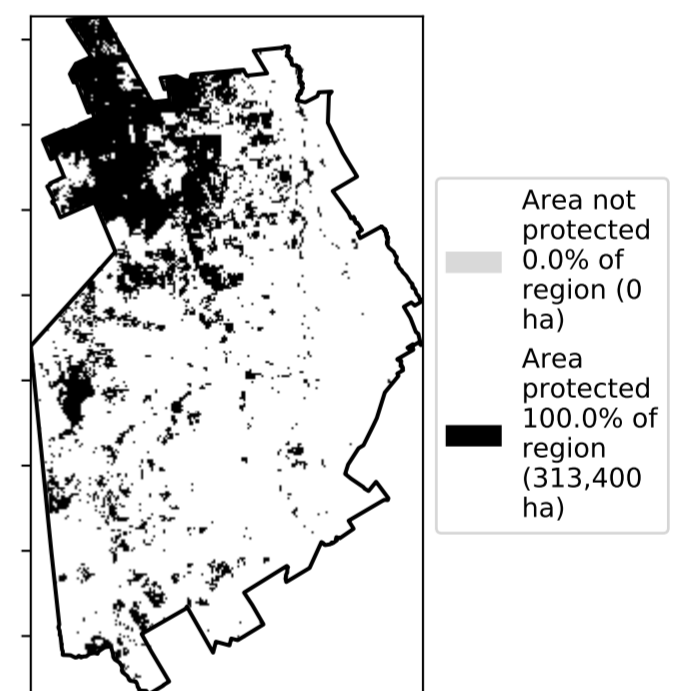 Area not
protected
0.0% of
region (0
ha)
Area
protected
100.0% of
region
(313,400
ha)